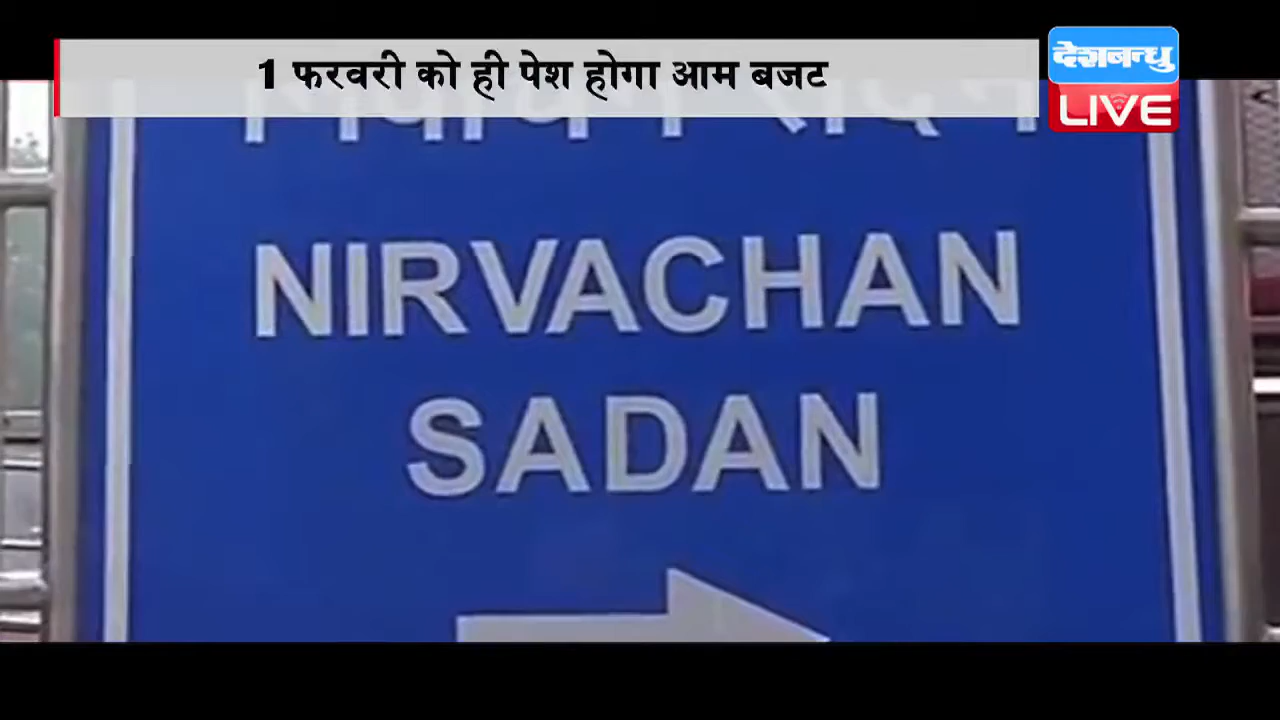 1 फरवरी को ही पेश होगा आम बजट
देशबन्धु
LIVE
NIRVACHAN
SADAN